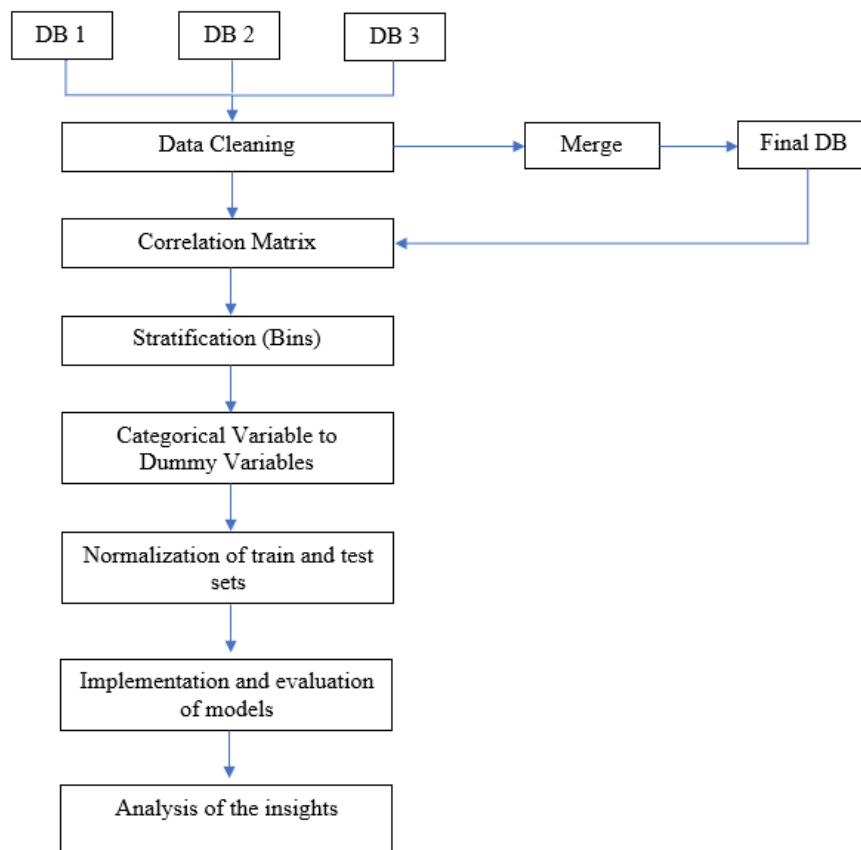 DB 1
DB 2
DB 3
Data Cleaning
Merge
Final DB
Correlation Matrix
Stratification (Bins)
Categorical Variable to
Dummy Variables
Normalization of train and test
sets
Implementation and evaluation
of models
Analysis of the insights